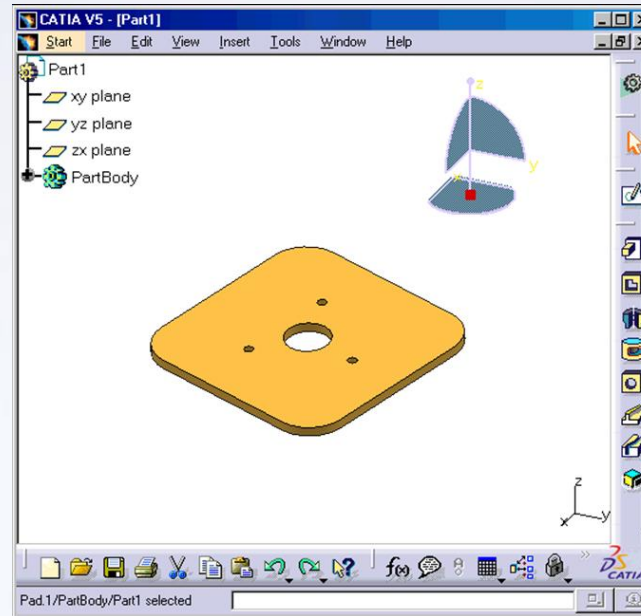 CATIA V5 - [Part1]
Start File Edit View Insert Tools Window Help
Part1
xy plane
yz plane
zx plane
PartBody
z
y
x
z
x y
f(x)
CATIA
Pad.1/PartBody/Part1 selected